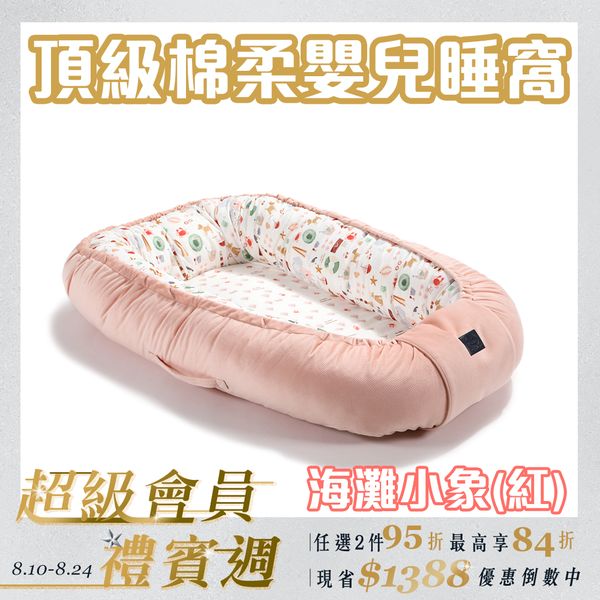 頂級棉柔嬰兒睡窩
海灘小象(紅)
超級會員
禮賓週
8.10-8.24
任選2件95折最高享84折
現省$1388優惠倒數中